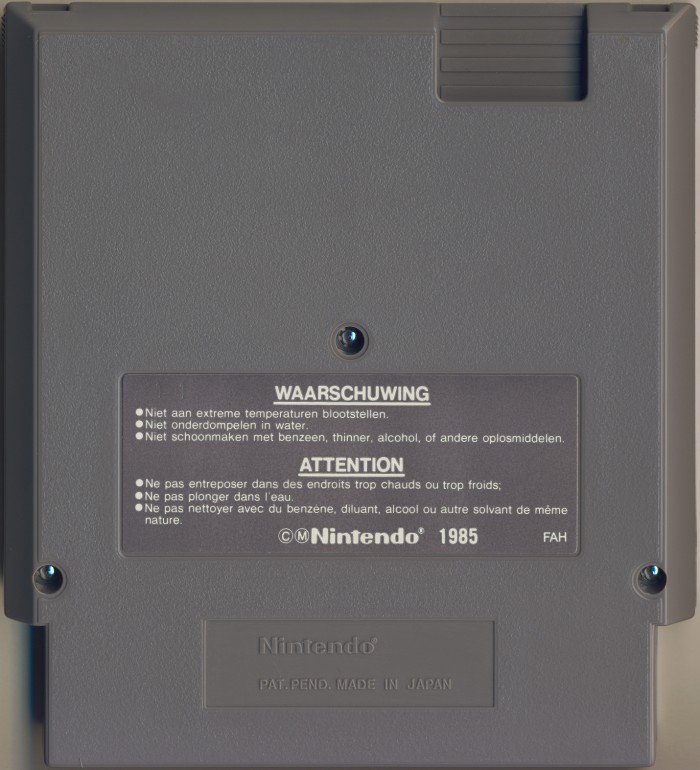 WAARSCHUWING
●Niet aan extreme temperaturen blootstellen.
●Niet onderdompelen in water.
●Niet schoonmaken met benzeen, thinner, alcohol, of andere oplosmiddelen.
ATTENTION
●Ne pas entreposer dans des endroits trop chauds ou trop froids;
●Ne pas plonger dans l'eau.
●Ne pas nettoyer avec du benzène, diluant, alcool ou autre solvant de même
nature.
ⒸⓂNintendo® 1985 FAH
Nintendo®
PAT. PEND. MADE IN JAPAN